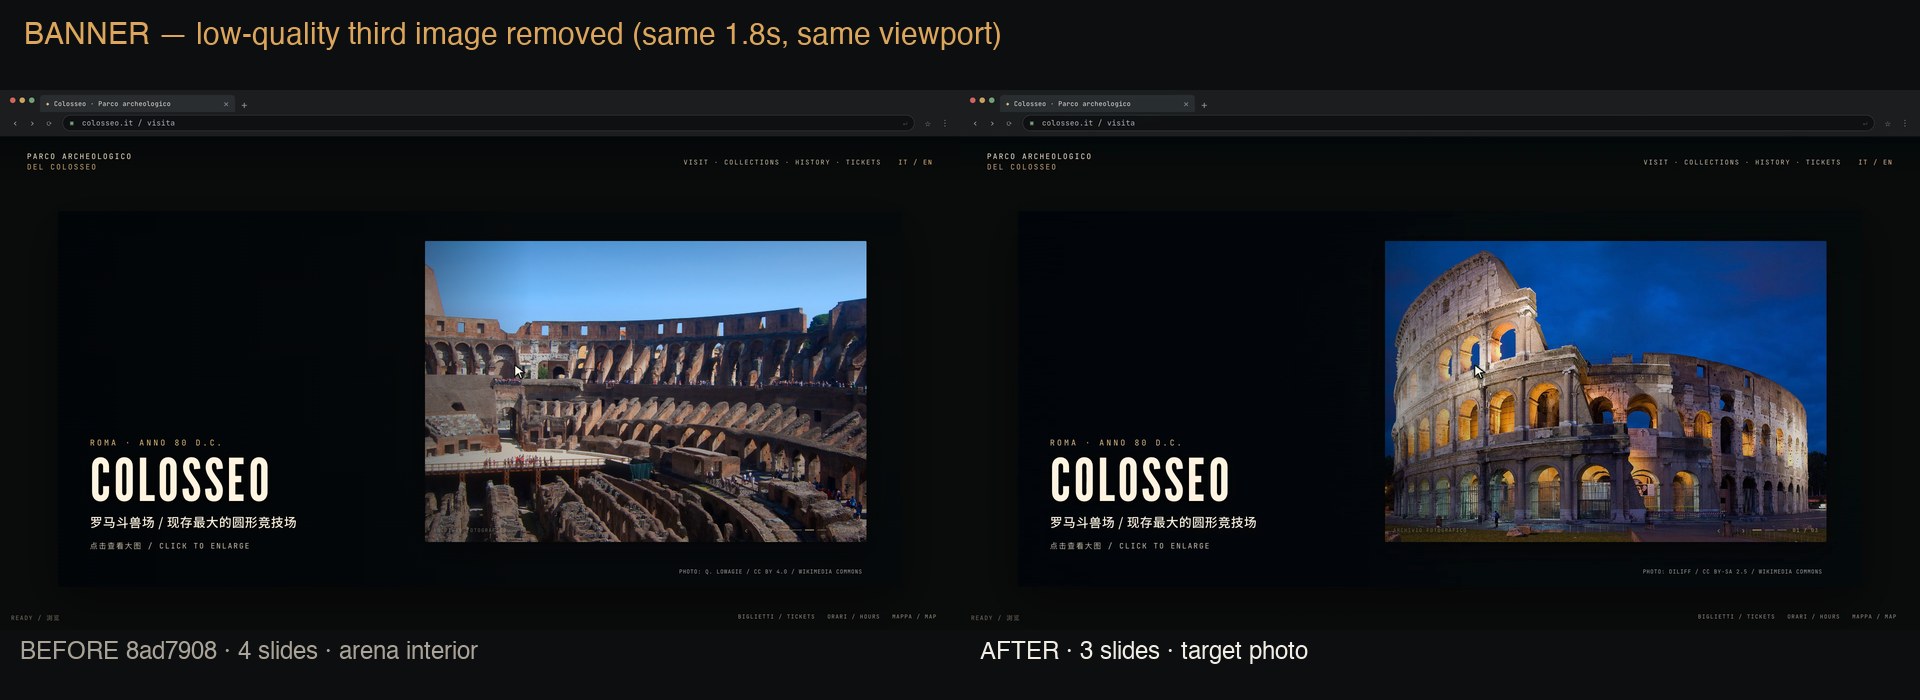 BANNER — low-quality third image removed (same 1.8s, same viewport)
Colosseo · Parco archeologico
colosseo.it / visita
PARCO ARCHEOLOGICO
DEL COLOSSEO
VISIT · COLLECTIONS · HISTORY · TICKETS IT / EN
ROMA · ANNO 80 D.C.
COLOSSEO
罗马斗兽场 / 现存最大的圆形竞技场
点击查看大图 / CLICK TO ENLARGE
PHOTO: Q. LOWAGIE / CC BY 4.0 / WIKIMEDIA COMMONS
READY / 浏览
BIGLIETTI / TICKETS ORARI / HOURS MAPPA / MAP
BEFORE 8ad7908 · 4 slides · arena interior
Colosseo · Parco archeologico
colosseo.it / visita
PARCO ARCHEOLOGICO
DEL COLOSSEO
VISIT · COLLECTIONS · HISTORY · TICKETS IT / EN
ROMA · ANNO 80 D.C.
COLOSSEO
罗马斗兽场 / 现存最大的圆形竞技场
点击查看大图 / CLICK TO ENLARGE
PHOTO: DILIFF / CC BY-SA 2.5 / WIKIMEDIA COMMONS
READY / 浏览
BIGLIETTI / TICKETS ORARI / HOURS MAPPA / MAP
AFTER · 3 slides · target photo